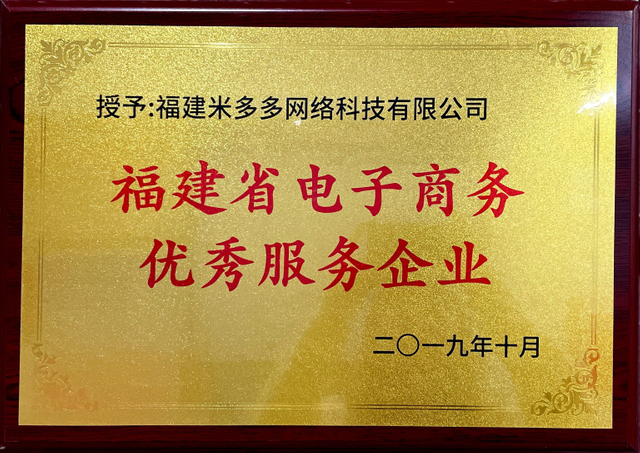 授予:福建米多多网络科技有限公司
福建省电子商务
优秀服务企业
二〇一九年十月